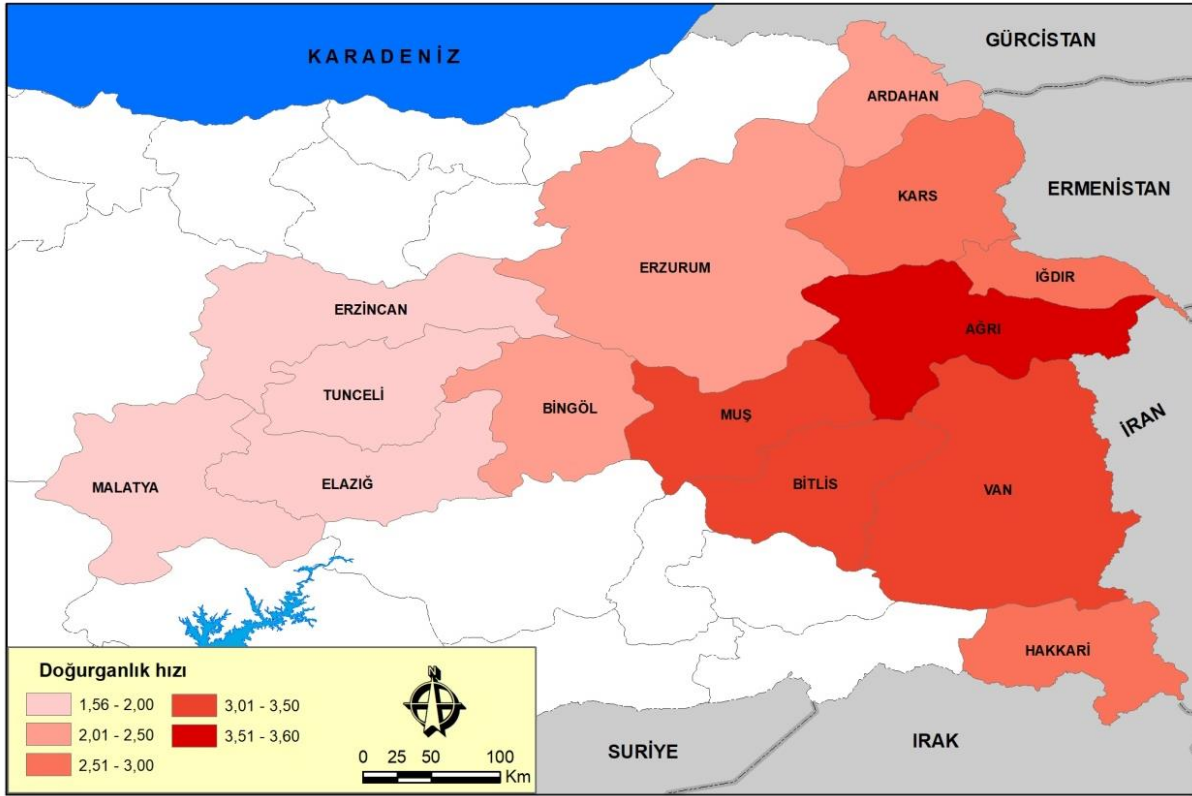 KARADENİZ
GÜRCİSTAN
ARDAHAN
ERMENİSTAN
KARS
ERZURUM
IĞDIR
ERZİNCAN
AĞRI
TUNCELİ
BİNGÖL
MUŞ
İRAN
MALATYA
ELAZIĞ
BİTLİS
VAN
HAKKARİ
SURİYE
IRAK
Doğurganlık hızı
1,56 - 2,00
2,01 - 2,50
2,51 - 3,00
3,01 - 3,50
3,51 - 3,60
N
0 25 50 100
Km